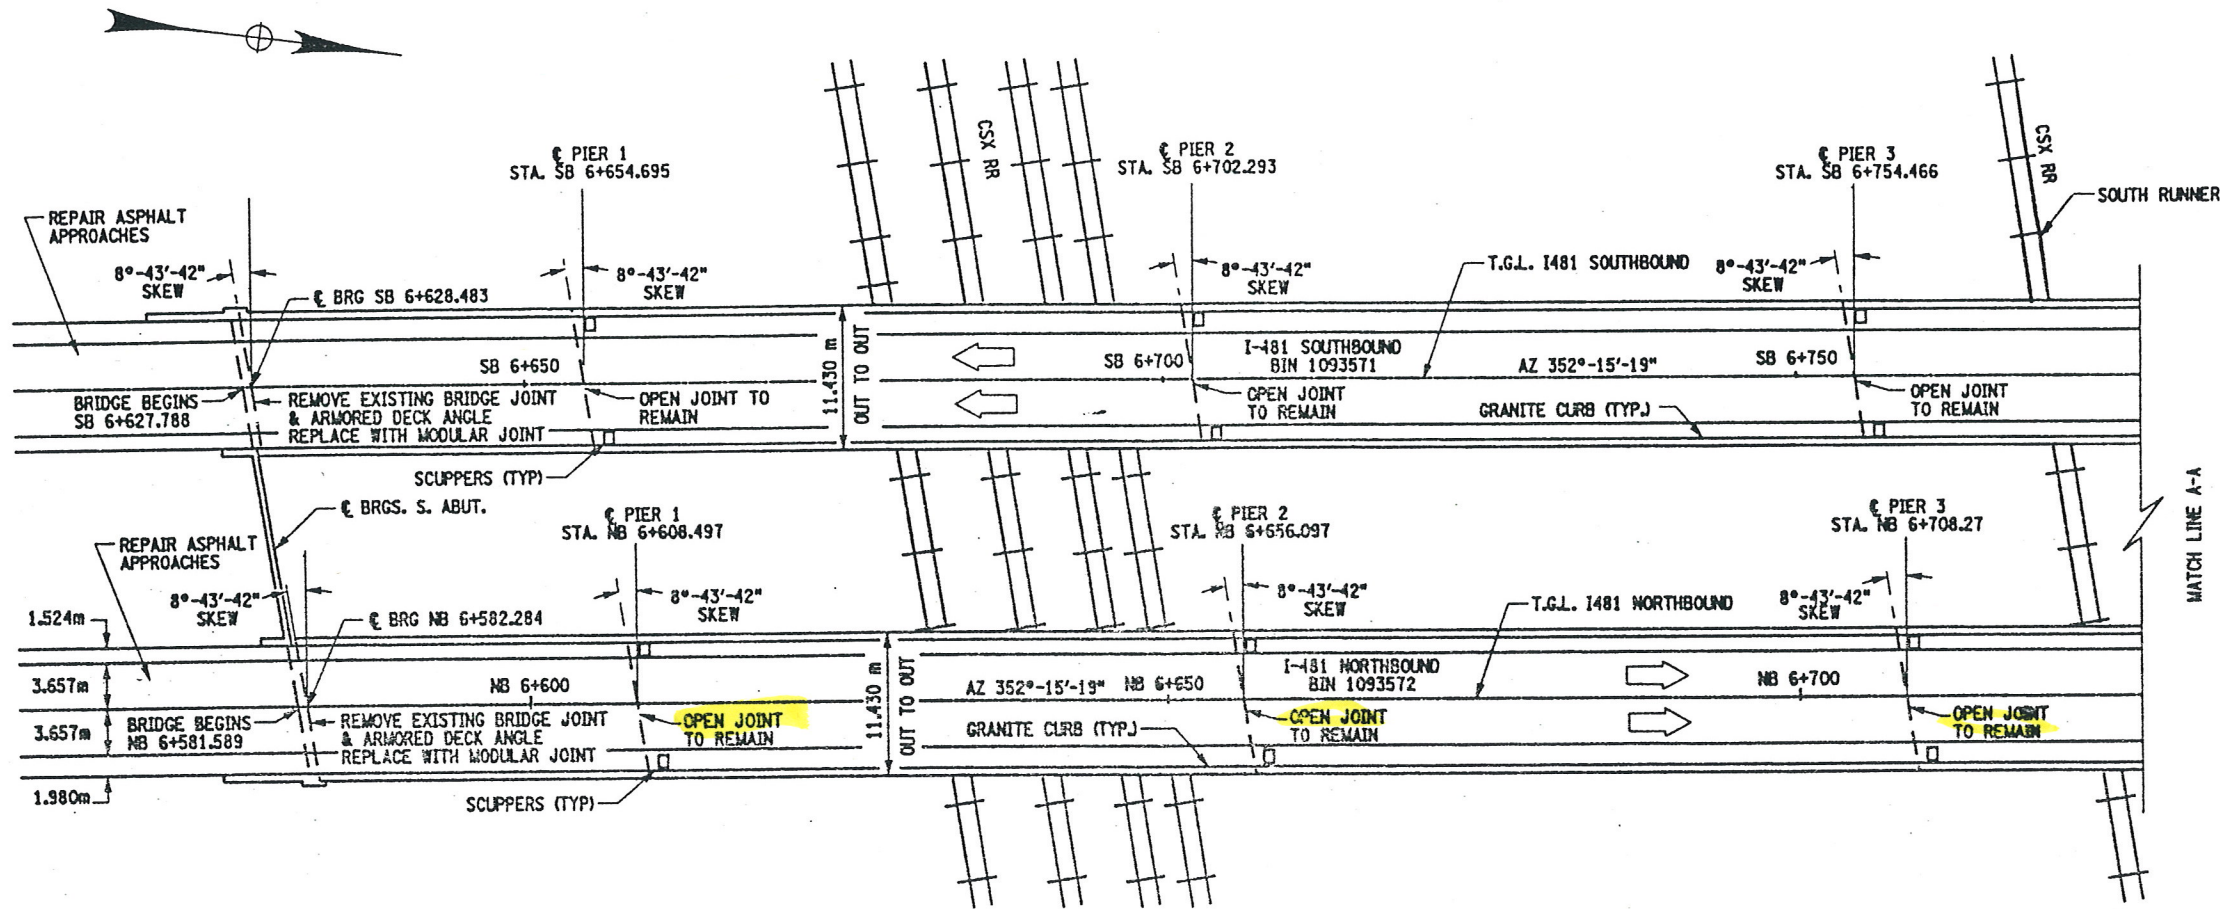 CSX RR
℄ PIER 1
STA. SB 6+654.695
℄ PIER 2
STA. SB 6+702.293
℄ PIER 3
STA. SB 6+754.466
CSX RR
SOUTH RUNNER
REPAIR ASPHALT
APPROACHES
8°-43'-42"
SKEW
℄ BRG SB 6+628.483
8°-43'-42"
SKEW
8°-43'-42"
SKEW
T.G.L. I481 SOUTHBOUND
8°-43'-42"
SKEW
SB 6+650
11.430 m
OUT TO OUT
SB 6+700
I-481 SOUTHBOUND
BIN 1093571
AZ 352°-15'-19"
SB 6+750
BRIDGE BEGINS
SB 6+627.788
REMOVE EXISTING BRIDGE JOINT
& ARMORED DECK ANGLE
REPLACE WITH MODULAR JOINT
OPEN JOINT TO
REMAIN
OPEN JOINT
TO REMAIN
GRANITE CURB (TYP.)
OPEN JOINT
TO REMAIN
SCUPPERS (TYP)
℄ BRGS. S. ABUT.
MATCH LINE A-A
℄ PIER 1
STA. NB 6+608.497
℄ PIER 2
STA. NB 6+656.097
℄ PIER 3
STA. NB 6+708.27
REPAIR ASPHALT
APPROACHES
8°-43'-42"
SKEW
℄ BRG NB 6+582.284
8°-43'-42"
SKEW
8°-43'-42"
SKEW
T.G.L. I481 NORTHBOUND
8°-43'-42"
SKEW
1.524m
3.657m
3.657m
1.980m
NB 6+600
11.430 m
OUT TO OUT
AZ 352°-15'-19"
NB 6+650
I-481 NORTHBOUND
BIN 1093572
NB 6+700
BRIDGE BEGINS
NB 6+581.589
REMOVE EXISTING BRIDGE JOINT
& ARMORED DECK ANGLE
REPLACE WITH MODULAR JOINT
OPEN JOINT
TO REMAIN
GRANITE CURB (TYP.)
OPEN JOINT
TO REMAIN
OPEN JOINT
TO REMAIN
SCUPPERS (TYP)